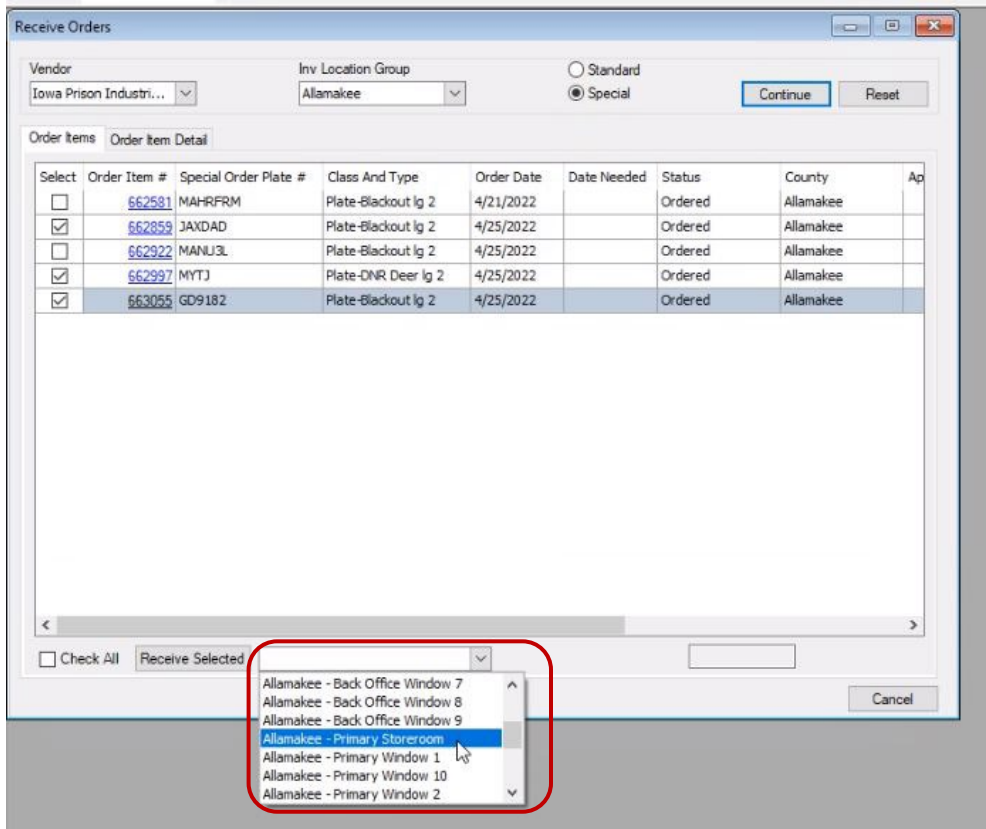 Receive Orders
Vendor Inv Location Group Standard
Iowa Prison Industri... Allamakee Special Continue Reset
Order Items Order Item Detail
Select Order Item # Special Order Plate # Class And Type Order Date Date Needed Status County Ap
662581 MAHRFRM Plate-Blackout lg 2 4/21/2022 Ordered Allamakee
662859 JAXDAD Plate-Blackout lg 2 4/25/2022 Ordered Allamakee
662922 MANU3L Plate-Blackout lg 2 4/25/2022 Ordered Allamakee
662997 MYTJ Plate-DNR Deer lg 2 4/25/2022 Ordered Allamakee
663055 GD9182 Plate-Blackout lg 2 4/25/2022 Ordered Allamakee
Check All Receive Selected
Allamakee - Back Office Window 7
Allamakee - Back Office Window 8
Allamakee - Back Office Window 9
Allamakee - Primary Storeroom
Allamakee - Primary Window 1
Allamakee - Primary Window 10
Allamakee - Primary Window 2
Cancel